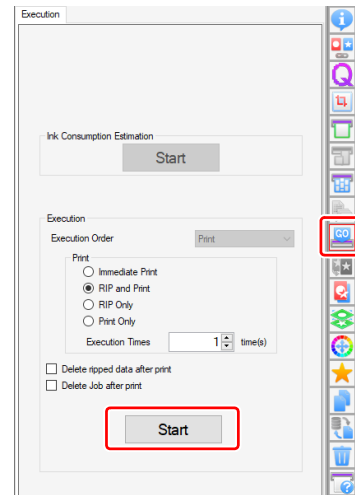 Execution
Ink Consumption Estimation
Start
Execution
Execution Order Print
Print
Immediate Print
RIP and Print
RIP Only
Print Only
Execution Times 1 time(s)
Delete ripped data after print
Delete Job after print
Start
Q
GO